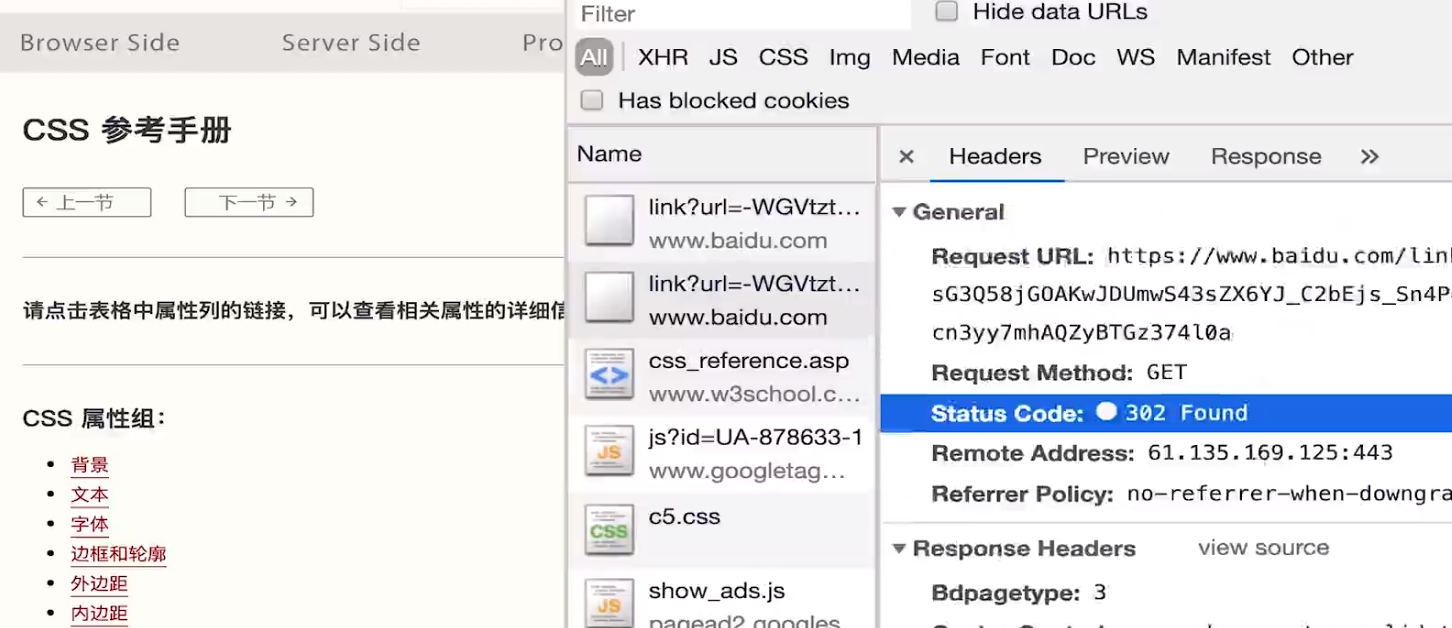 Browser Side Server Side Pro
CSS 参考手册
← 上一节 下一节 →
请点击表格中属性列的链接，可以查看相关属性的详细信
CSS 属性组：
• 背景
• 文本
• 字体
• 边框和轮廓
• 外边距
• 内边距
Filter Hide data URLs
All XHR JS CSS Img Media Font Doc WS Manifest Other
Has blocked cookies
Name
link?url=-WGVtzt…
www.baidu.com
link?url=-WGVtzt…
www.baidu.com
css_reference.asp
www.w3school.c…
JS js?id=UA-878633-1
www.googletag…
CSS c5.css
JS show_ads.js
pagead2.googles
× Headers Preview Response »
General
Request URL: https://www.baidu.com/lin
sG3Q58jGOAKwJDUmwS43sZX6YJ_C2bEjs_Sn4P
cn3yy7mhAQZyBTGz374l0a
Request Method: GET
Status Code: 302 Found
Remote Address: 61.135.169.125:443
Referrer Policy: no-referrer-when-downgra
Response Headers view source
Bdpagetype: 3